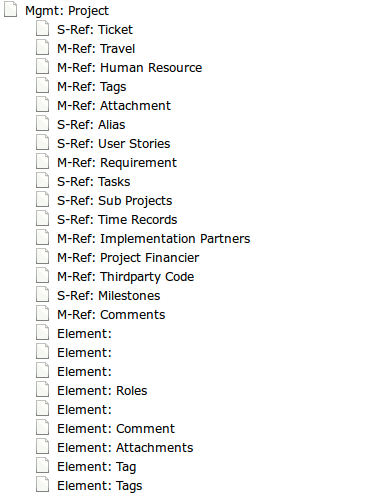 Mgmt: Project
S-Ref: Ticket
M-Ref: Travel
M-Ref: Human Resource
M-Ref: Tags
M-Ref: Attachment
S-Ref: Alias
S-Ref: User Stories
M-Ref: Requirement
S-Ref: Tasks
S-Ref: Sub Projects
S-Ref: Time Records
M-Ref: Implementation Partners
M-Ref: Project Financier
M-Ref: Thirdparty Code
S-Ref: Milestones
M-Ref: Comments
Element:
Element:
Element:
Element: Roles
Element:
Element: Comment
Element: Attachments
Element: Tag
Element: Tags